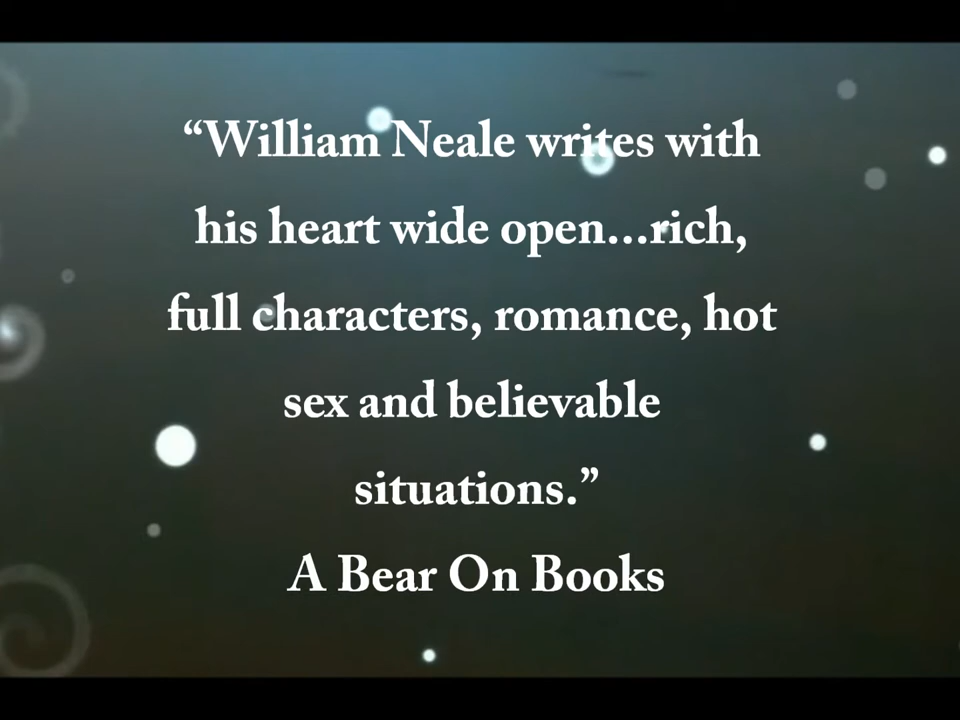 “William Neale writes with
his heart wide open...rich,
full characters, romance, hot
sex and believable
situations.”
A Bear On Books